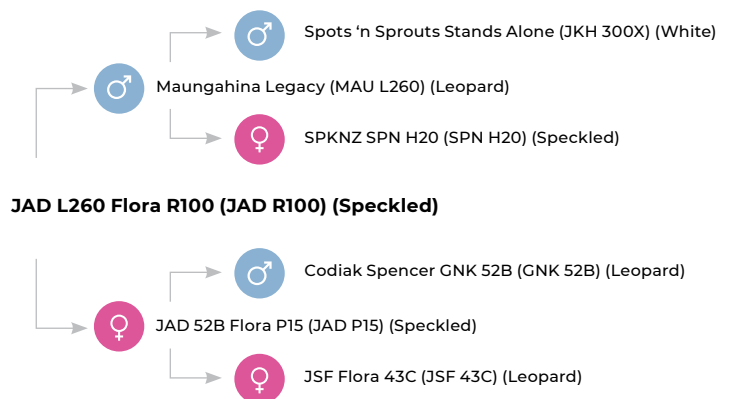 Spots ‘n Sprouts Stands Alone (JKH 300X) (White)
Maungahina Legacy (MAU L260) (Leopard)
SPKNZ SPN H20 (SPN H20) (Speckled)
JAD L260 Flora R100 (JAD R100) (Speckled)
Codiak Spencer GNK 52B (GNK 52B) (Leopard)
JAD 52B Flora P15 (JAD P15) (Speckled)
JSF Flora 43C (JSF 43C) (Leopard)